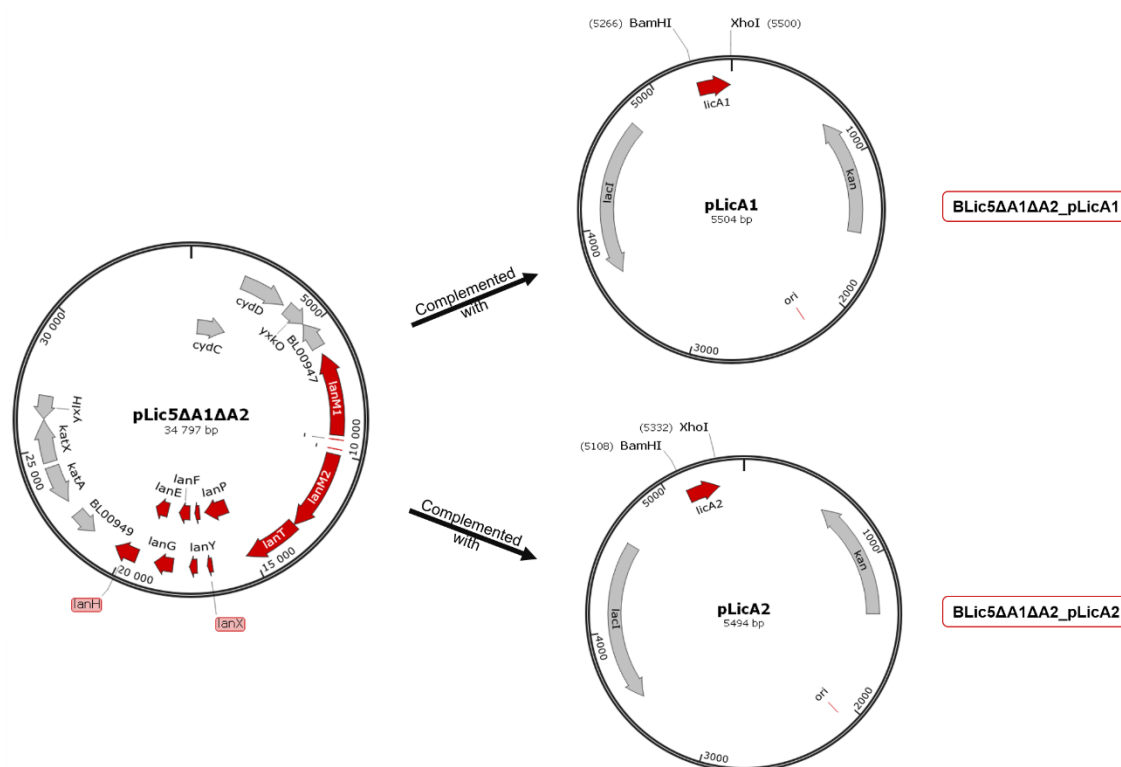 (5266) BamHI
XhoI (5500)
5000
licA1
1000
lacI
kan
pLicA1
5504 bp
4000
ori
2000
3000
BLic5ΔA1ΔA2_pLicA1
Complemented
with
cydD
5000
30 000
yxkO
cydC
BL00947
lanM1
HIxy
pLic5ΔA1ΔA2
34 797 bp
katX
10 000
25 000
katA
lanF
lanE
lanP
lanM2
BL00949
lanG
lanY
lanT
20 000
15 000
lanH
lanX
Complemented
with
(5332) XhoI
(5108) BamHI
5000
licA2
1000
kan
lacI
pLicA2
5494 bp
4000
ori
2000
3000
BLic5ΔA1ΔA2_pLicA2